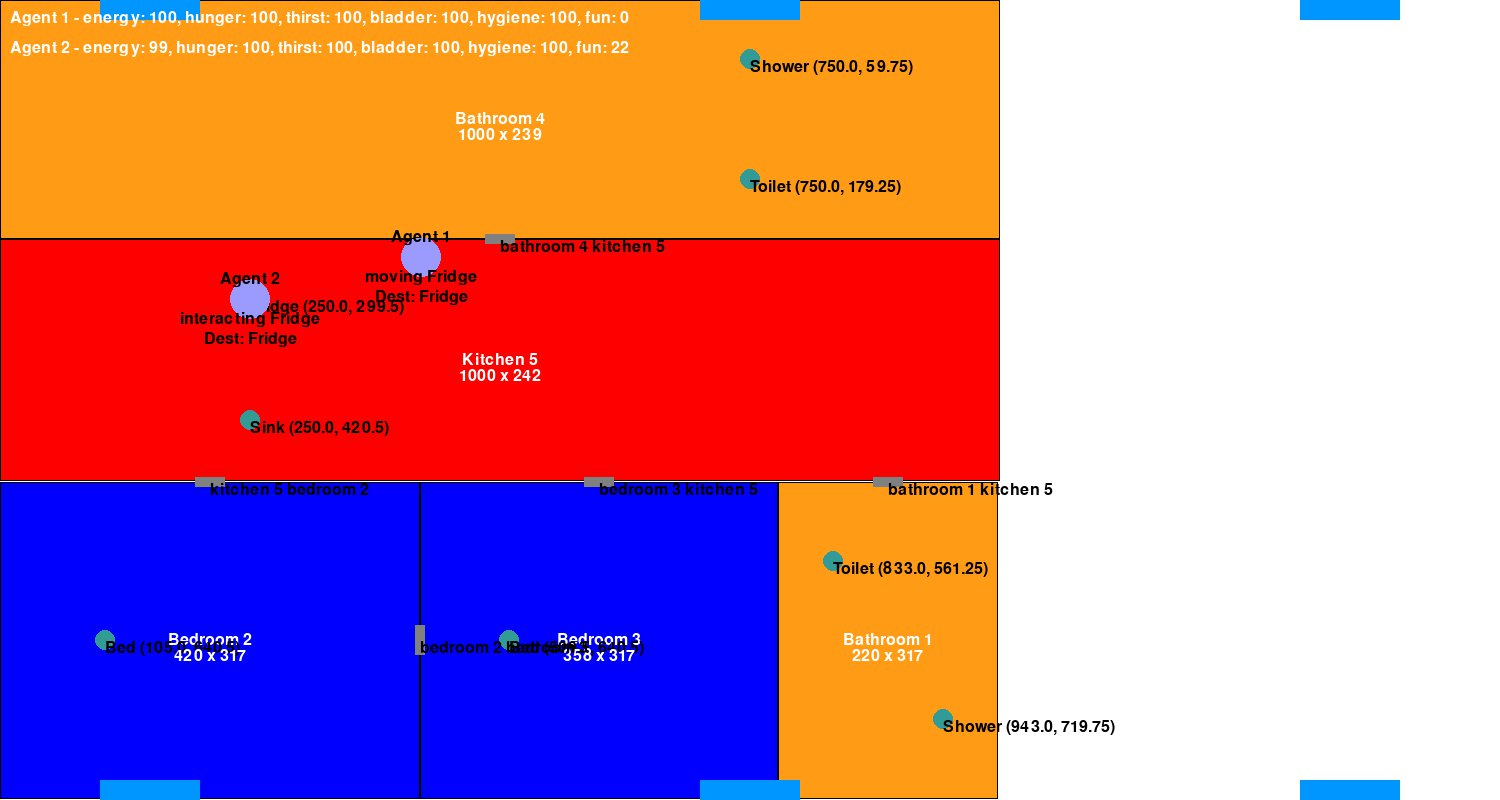 Agent 1 - energy: 100, hunger: 100, thirst: 100, bladder: 100, hygiene: 100, fun: 0
Agent 2 - energy: 99, hunger: 100, thirst: 100, bladder: 100, hygiene: 100, fun: 22
Shower (750.0, 59.75)
Bathroom 4
1000 x 239
Toilet (750.0, 179.25)
Agent 1
bathroom 4 kitchen 5
moving Fridge
Dest: Fridge
Agent 2
(250.0, 299.5)
interacting Fridge
Dest: Fridge
Kitchen 5
1000 x 242
Sink (250.0, 420.5)
kitchen 5 bedroom 2
bedroom 3 kitchen 5
bathroom 1 kitchen 5
Toilet (833.0, 561.25)
Bed
Bedroom 2
420 x 317
bedroom 2
Bedroom 3
358 x 317
Bathroom 1
220 x 317
Shower (943.0, 719.75)